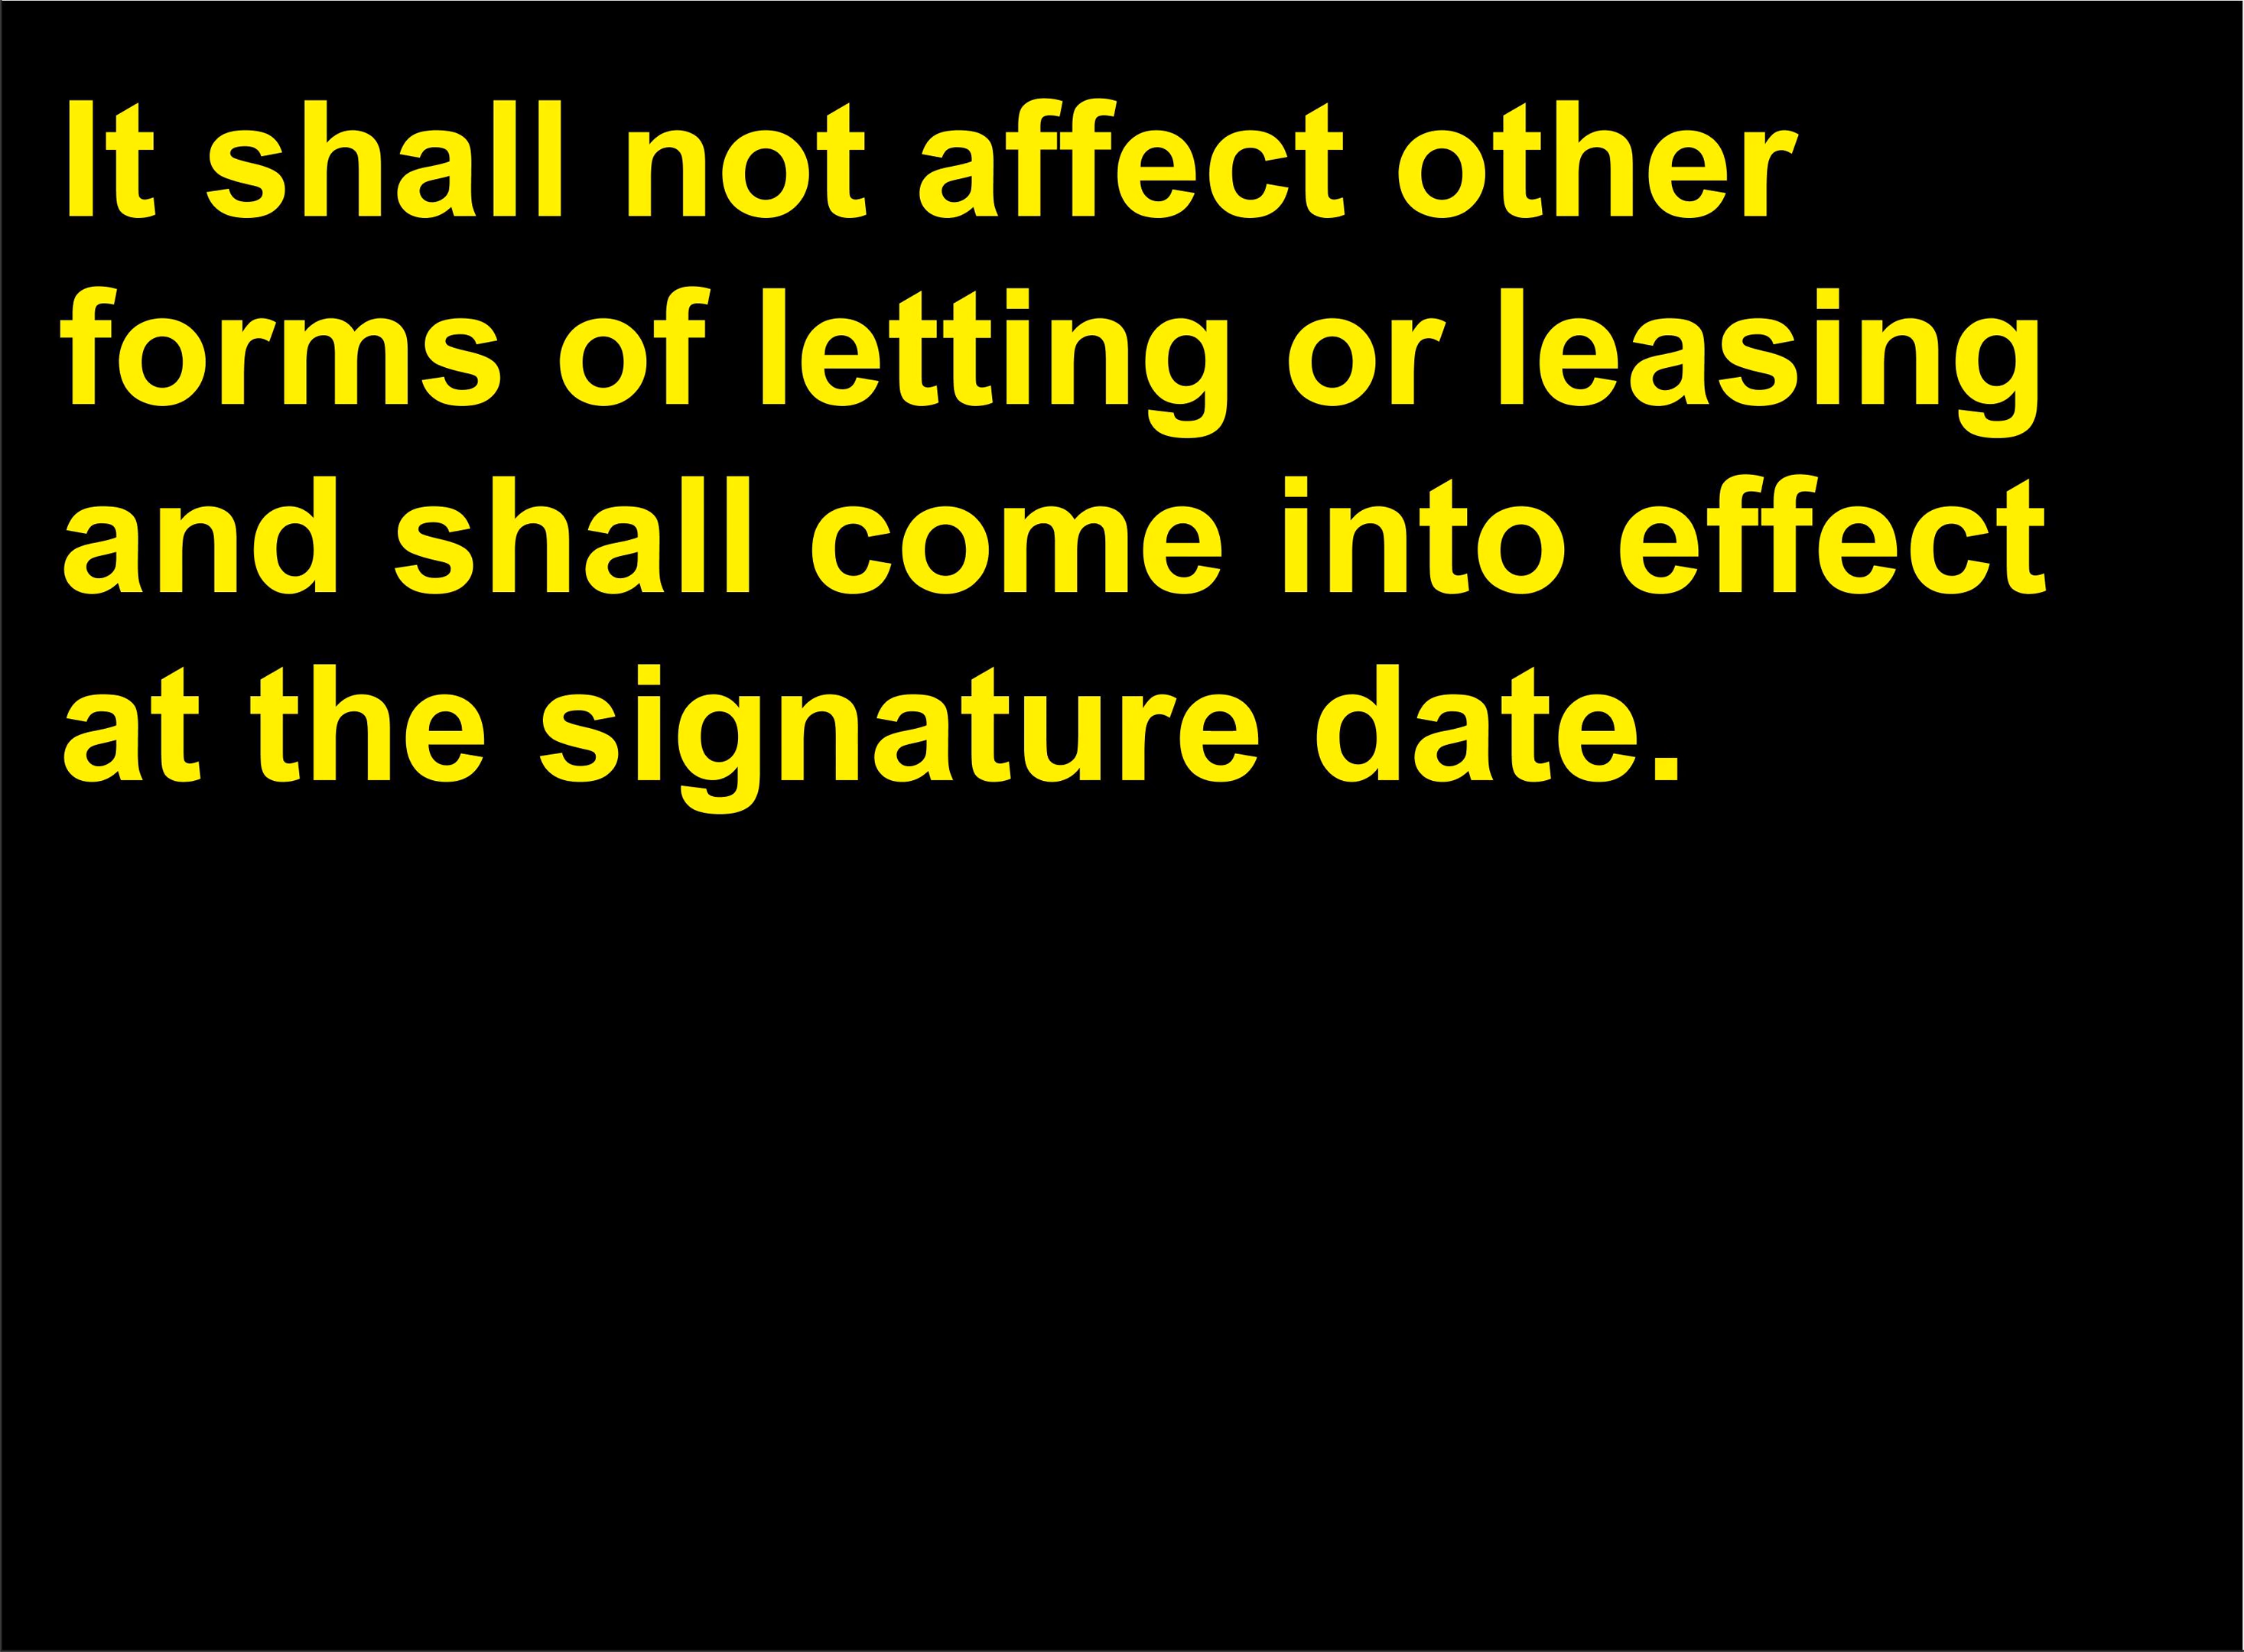 It shall not affect other
forms of letting or leasing
and shall come into effect
at the signature date.